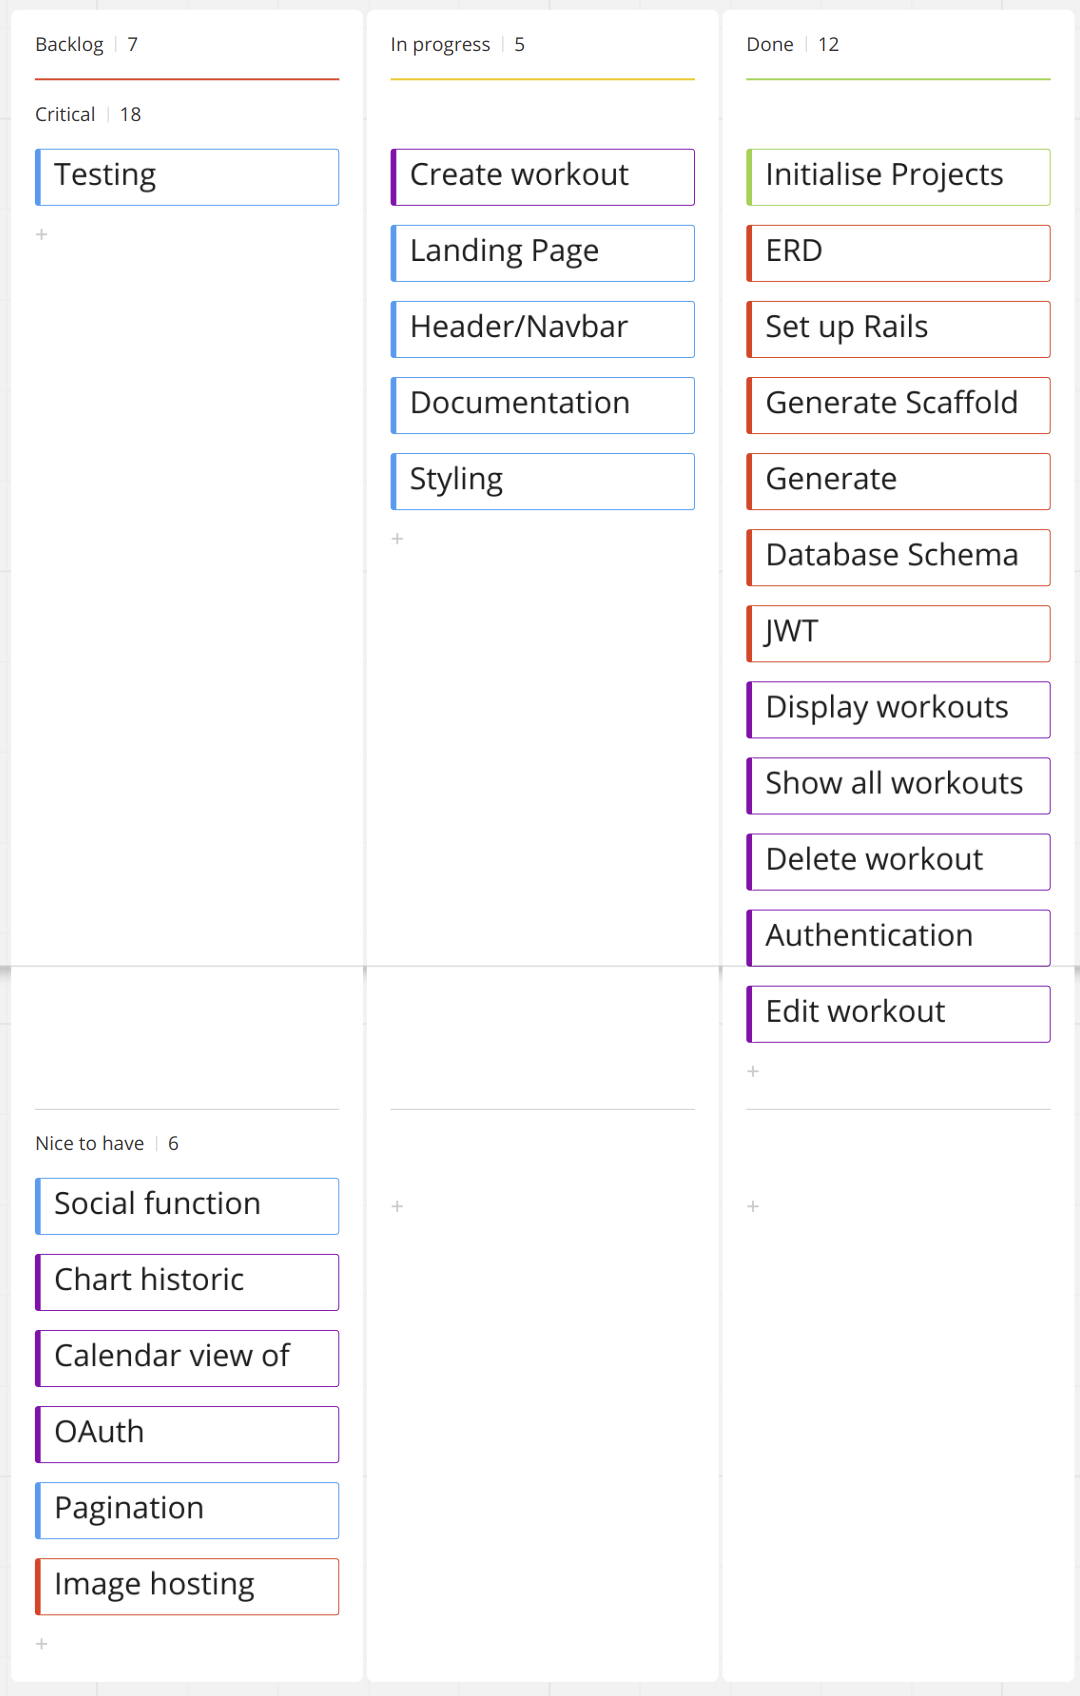 Backlog | 7
In progress | 5
Done | 12
Critical | 18
Testing
+
Create workout
Landing Page
Header/Navbar
Documentation
Styling
+
Initialise Projects
ERD
Set up Rails
Generate Scaffold
Generate
Database Schema
JWT
Display workouts
Show all workouts
Delete workout
Authentication
Edit workout
+
Nice to have | 6
Social function
Chart historic
Calendar view of
OAuth
Pagination
Image hosting
+
+
+